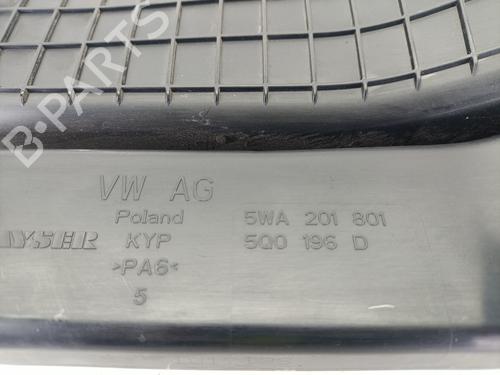 B-PARTS
VW AG
Poland 5WA 201 801
KYP 5Q0 196 D
>PA6<
5